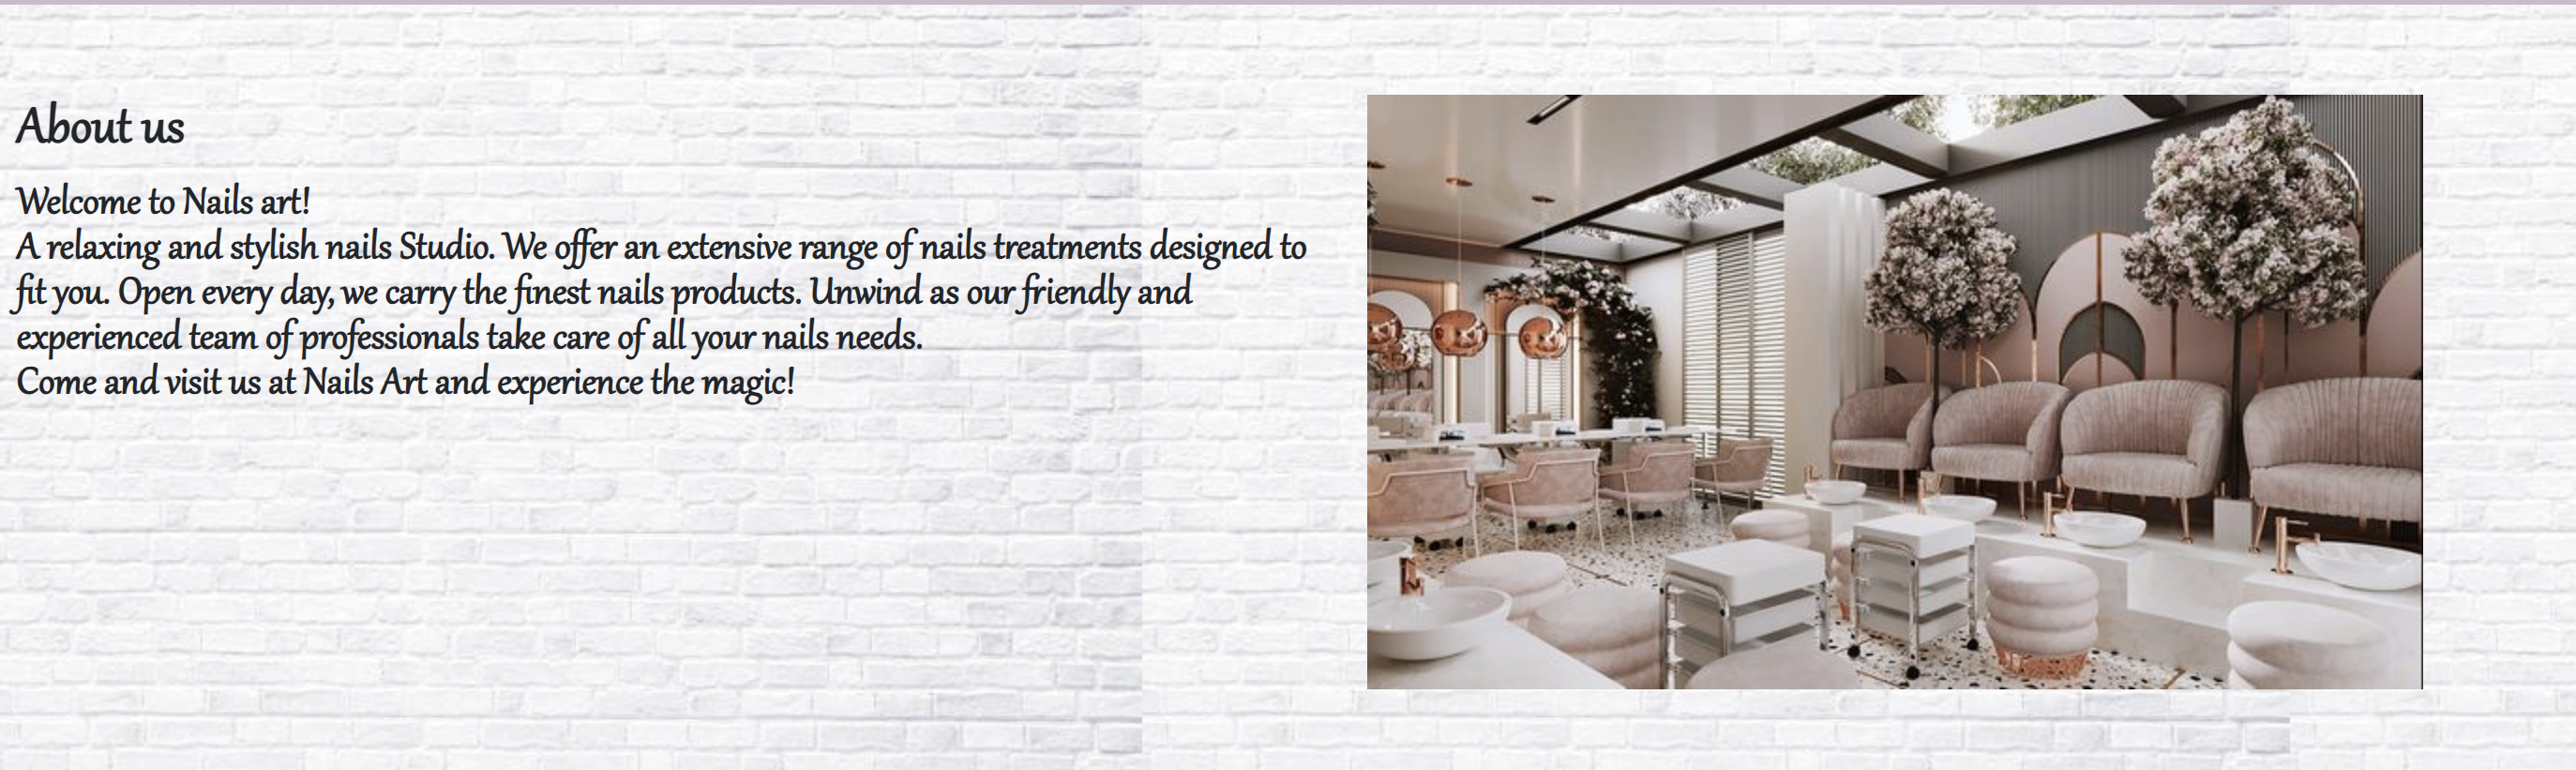 About us
Welcome to Nails art!
A relaxing and stylish nails Studio. We offer an extensive range of nails treatments designed to
fit you. Open every day, we carry the finest nails products. Unwind as our friendly and
experienced team of professionals take care of all your nails needs.
Come and visit us at Nails Art and experience the magic!